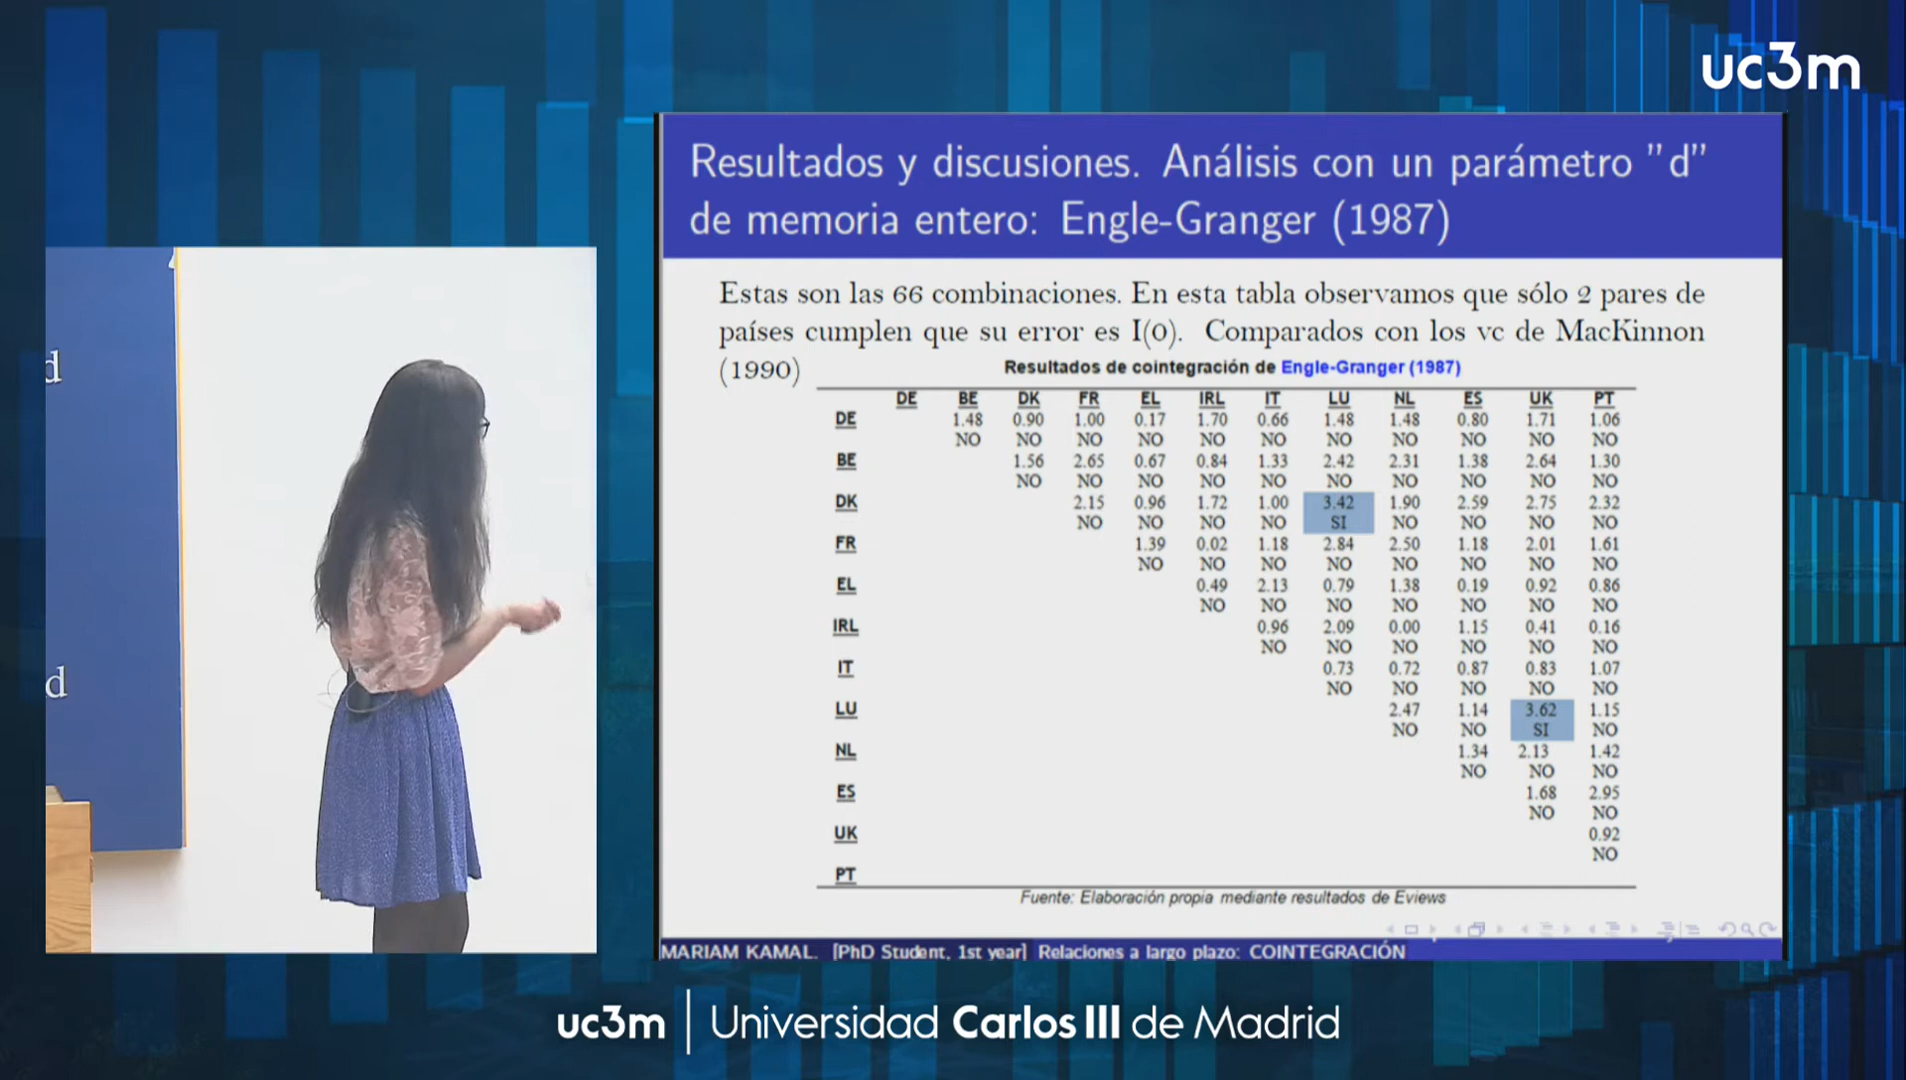 uc3m
Resultados y discusiones. Análisis con un parámetro "d"
de memoria entero: Engle-Granger (1987)
Estas son las 66 combinaciones. En esta tabla observamos que sólo 2 pares de
países cumplen que su error es I(0). Comparados con los vc de MacKinnon
(1990)
Resultados de cointegración de Engle-Granger (1987)
DE BE DK FR EL IRL IT LU NL ES UK PT
DE 1.48 0.90 1.00 0.17 1.70 0.66 1.48 1.48 0.80 1.71 1.06
NO NO NO NO NO NO NO NO NO NO NO
BE 1.56 2.65 0.67 0.84 1.33 2.42 2.31 1.38 2.64 1.30
NO NO NO NO NO NO NO NO NO NO
DK 2.15 0.96 1.72 1.00 3.42 1.90 2.59 2.75 2.32
NO NO NO NO SI NO NO NO NO
FR 1.39 0.02 1.18 2.84 2.50 1.18 2.01 1.61
NO NO NO NO NO NO NO NO
EL 0.49 2.13 0.79 1.38 0.19 0.92 0.86
NO NO NO NO NO NO NO
IRL 0.96 2.09 0.00 1.15 0.41 0.16
NO NO NO NO NO NO
IT 0.73 0.72 0.87 0.83 1.07
NO NO NO NO NO
LU 2.47 1.14 3.62 1.15
NO NO SI NO
NL 1.34 2.13 1.42
NO NO NO
ES 1.68 2.95
NO NO
UK 0.92
NO
PT
Fuente: Elaboración propia mediante resultados de Eviews
MARIAM KAMAL. [PhD Student, 1st year] Relaciones a largo plazo: COINTEGRACIÓN
d
d
uc3m | Universidad Carlos III de Madrid